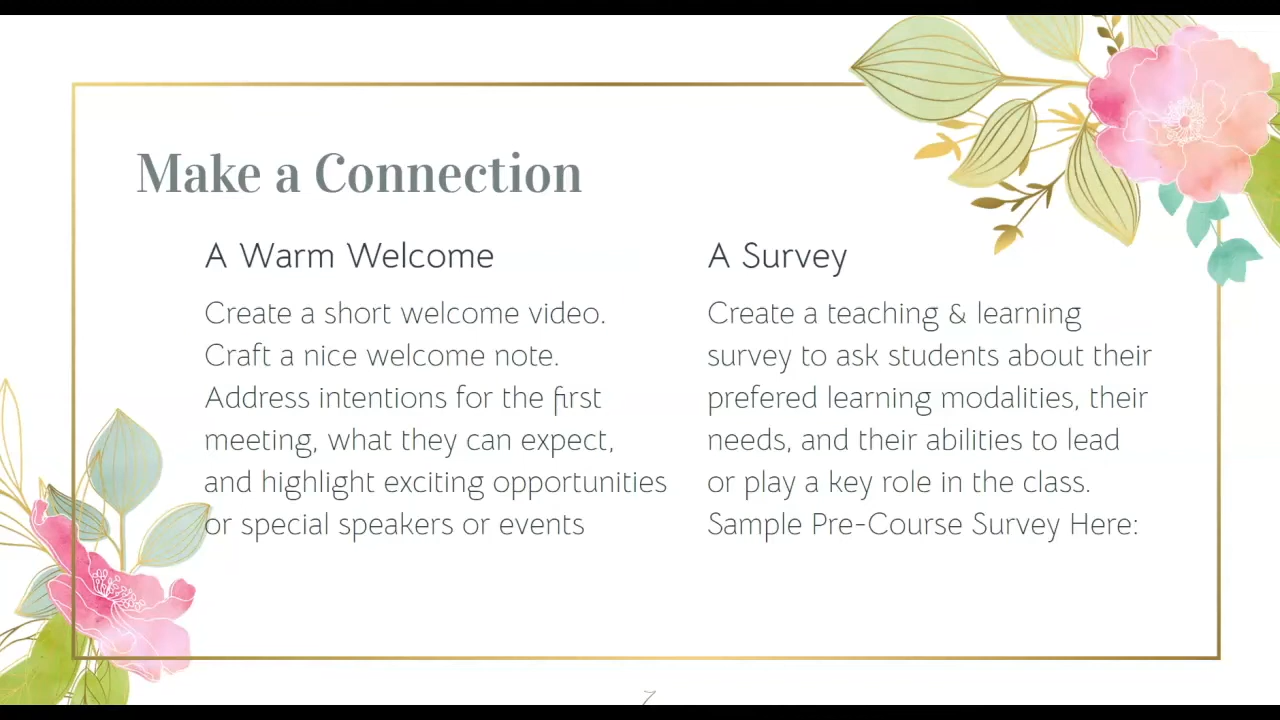 Make a Connection
A Warm Welcome
Create a short welcome video.
Craft a nice welcome note.
Address intentions for the first
meeting, what they can expect,
and highlight exciting opportunities
or special speakers or events
A Survey
Create a teaching & learning
survey to ask students about their
prefered learning modalities, their
needs, and their abilities to lead
or play a key role in the class.
Sample Pre-Course Survey Here:
7